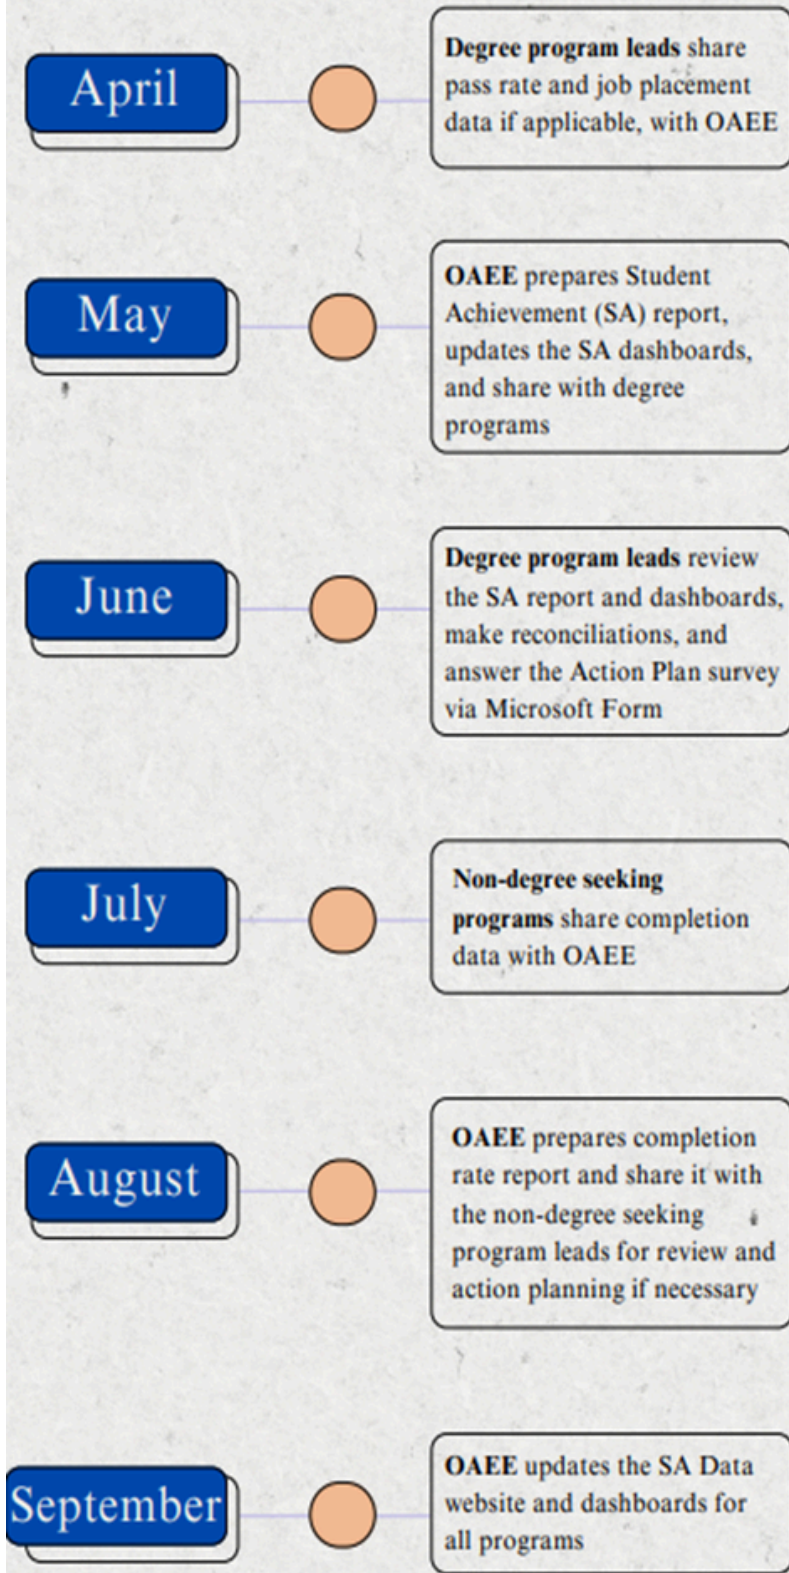 April
Degree program leads share
pass rate and job placement
data if applicable, with OAEE
May
OAEE prepares Student
Achievement (SA) report,
updates the SA dashboards,
and share with degree
programs
June
Degree program leads review
the SA report and dashboards,
make reconciliations, and
answer the Action Plan survey
via Microsoft Form
July
Non-degree seeking
programs share completion
data with OAEE
August
OAEE prepares completion
rate report and share it with
the non-degree seeking
program leads for review and
action planning if necessary
September
OAEE updates the SA Data
website and dashboards for
all programs